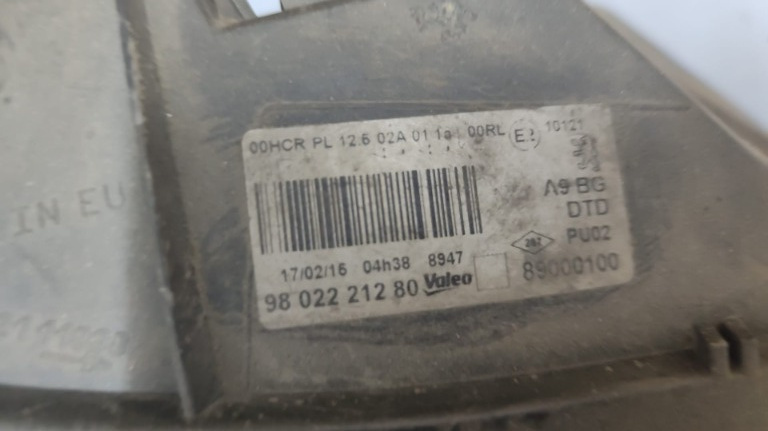 00HCR PL 12.6 02A 01 1a 00RL E2 10121
A9 BG
DTD
PU02
17/02/16 04h38 8947
98 022 212 80 Valeo
89000100
IN EU